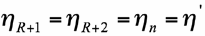 η_{R+1} = η_{R+2} = η_n = η'